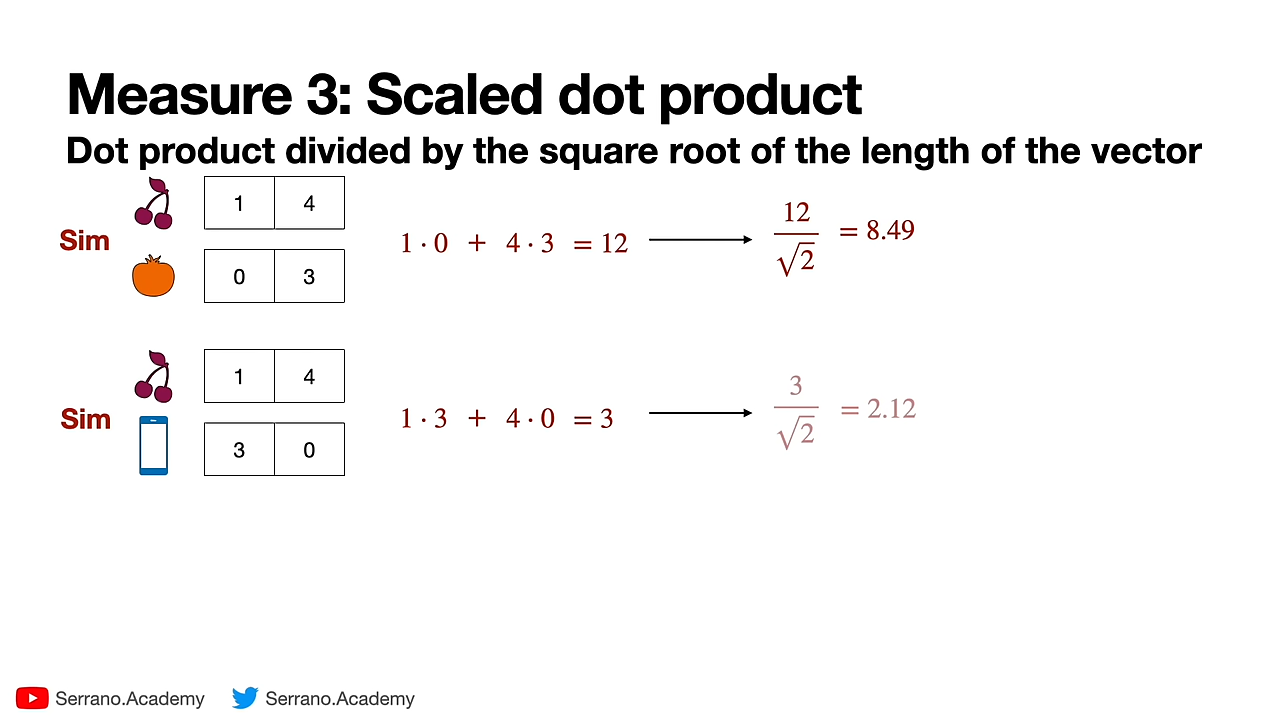 Measure 3: Scaled dot product
Dot product divided by the square root of the length of the vector
Sim
1 4
0 3
1 · 0 + 4 · 3 = 12
12
√2
= 8.49
Sim
1 4
3 0
1 · 3 + 4 · 0 = 3
3
√2
= 2.12
Serrano.Academy Serrano.Academy